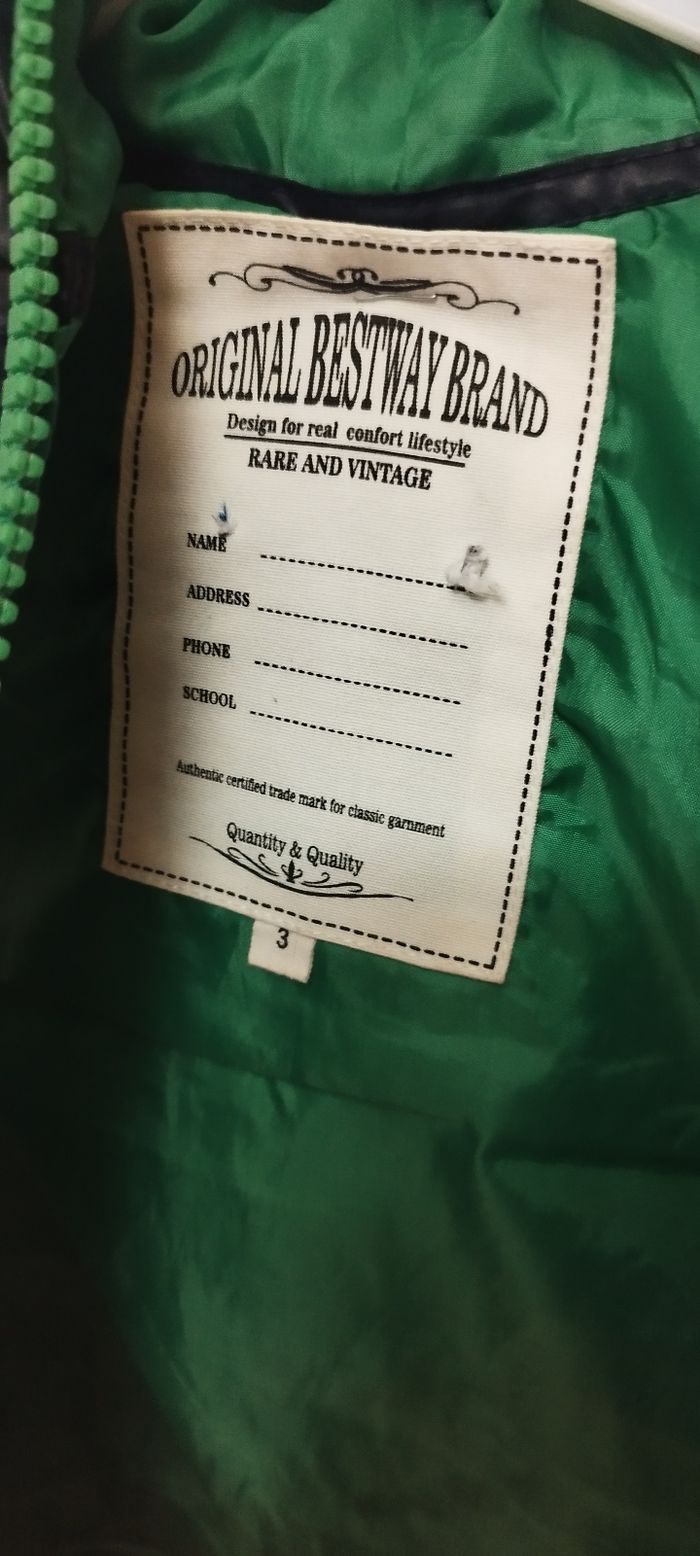 ORIGINAL BESTWAY BRAND
Design for real confort lifestyle
RARE AND VINTAGE
NAME
ADDRESS
PHONE
SCHOOL
Authentic certified trade mark for classic garnment
Quantity & Quality
3